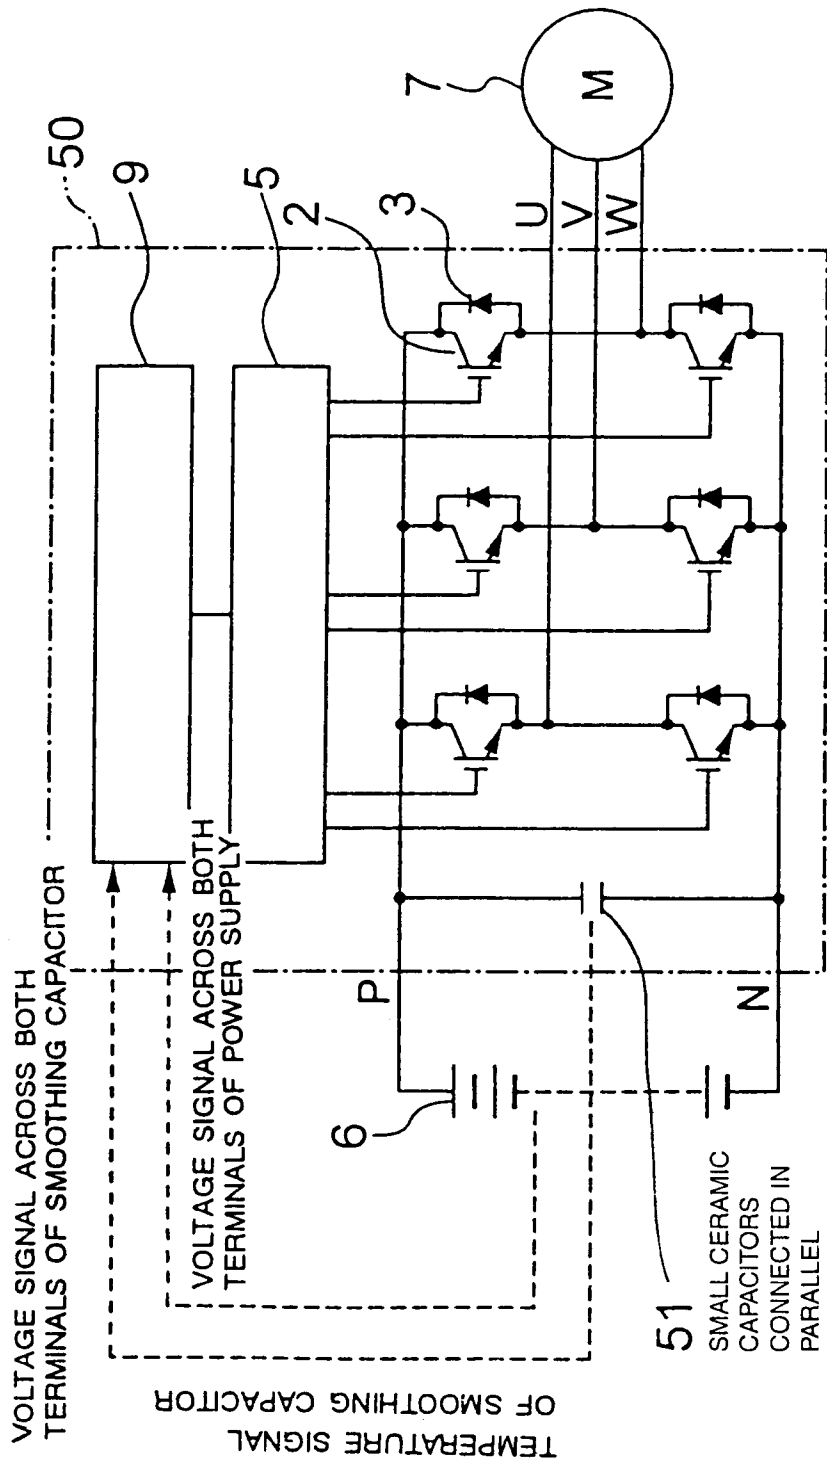 VOLTAGE SIGNAL ACROSS BOTH
TERMINALS OF SMOOTHING CAPACITOR
50
9
5
VOLTAGE SIGNAL ACROSS BOTH
TERMINALS OF POWER SUPPLY
2
3
7
M
U
V
W
P
N
6
51
SMALL CERAMIC
CAPACITORS
CONNECTED IN
PARALLEL
TEMPERATURE SIGNAL
OF SMOOTHING CAPACITOR